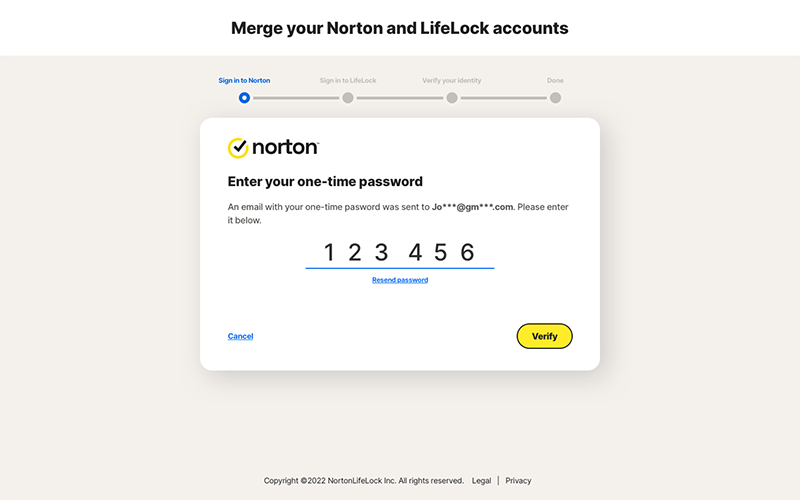 Merge your Norton and LifeLock accounts
Sign in to Norton
Sign in to LifeLock
Verify your identity
Done
norton
Enter your one-time password
An email with your one-time pasword was sent to Jo***@gm***.com. Please enter
it below.
1 2 3 4 5 6
Resend password
Cancel
Verify
Copyright ©2022 NortonLifeLock Inc. All rights reserved. Legal | Privacy